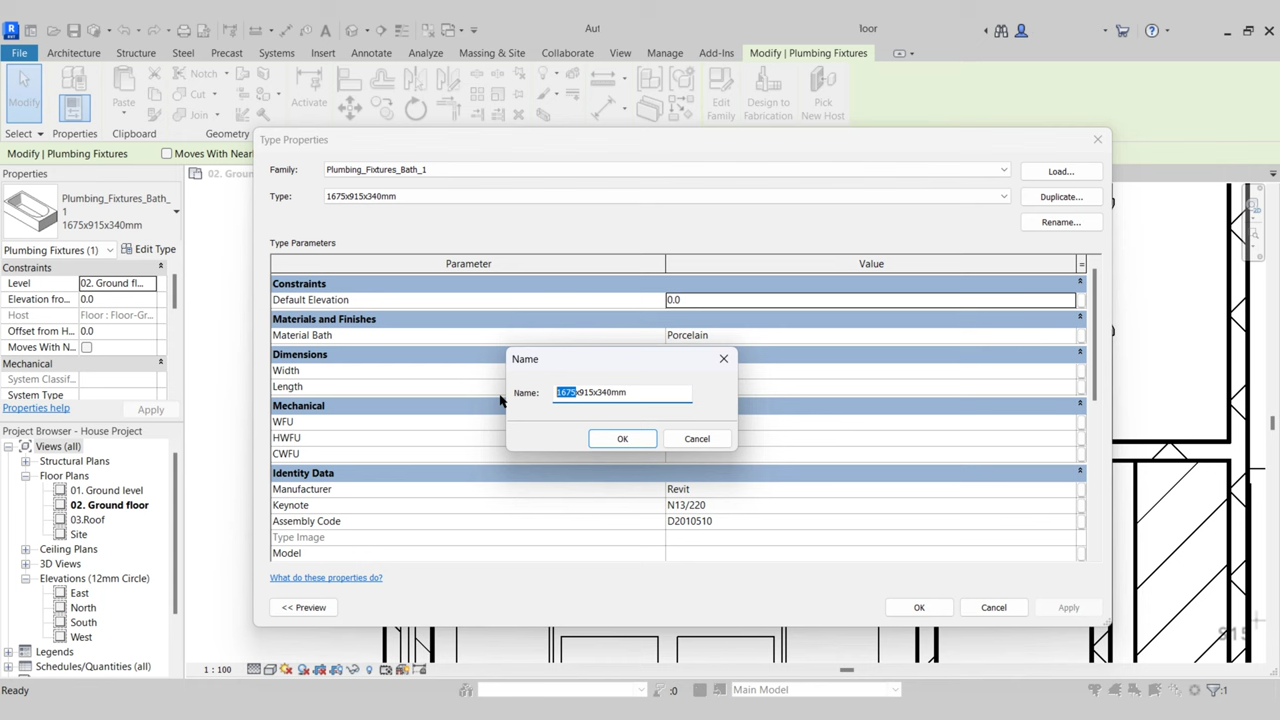 R
Aut
loor
File
Architecture
Structure
Steel
Precast
Systems
Insert
Annotate
Analyze
Massing & Site
Collaborate
View
Manage
Add-Ins
Modify | Plumbing Fixtures
Modify
Paste
Notch
Cut
Join
Activate
Edit
Family
Design to
Fabrication
Pick
New Host
Select
Properties
Clipboard
Geometry
Modify | Plumbing Fixtures
Moves With Near
Properties
Plumbing_Fixtures_Bath_
1
1675x915x340mm
Plumbing Fixtures (1)
Edit Type
Constraints
Level
02. Ground fl...
Elevation fro...
0.0
Host
Floor : Floor-Gr...
Offset from H...
0.0
Moves With N...
Mechanical
System Classif...
System Type
Properties help
Apply
Project Browser - House Project
Views (all)
Structural Plans
Floor Plans
01. Ground level
02. Ground floor
03.Roof
Site
Ceiling Plans
3D Views
Elevations (12mm Circle)
East
North
South
West
Legends
Schedules/Quantities (all)
02. Groun
Type Properties
Family:
Plumbing_Fixtures_Bath_1
Load...
Type:
1675x915x340mm
Duplicate...
Rename...
Type Parameters
Parameter
Value
=
Constraints
Default Elevation
0.0
Materials and Finishes
Material Bath
Porcelain
Dimensions
Width
Length
Mechanical
WFU
HWFU
CWFU
Identity Data
Manufacturer
Revit
Keynote
N13/220
Assembly Code
D2010510
Type Image
Model
What do these properties do?
<< Preview
OK
Cancel
Apply
Name
Name:
1675x915x340mm
OK
Cancel
1 : 100
Ready
:0
Main Model
:1